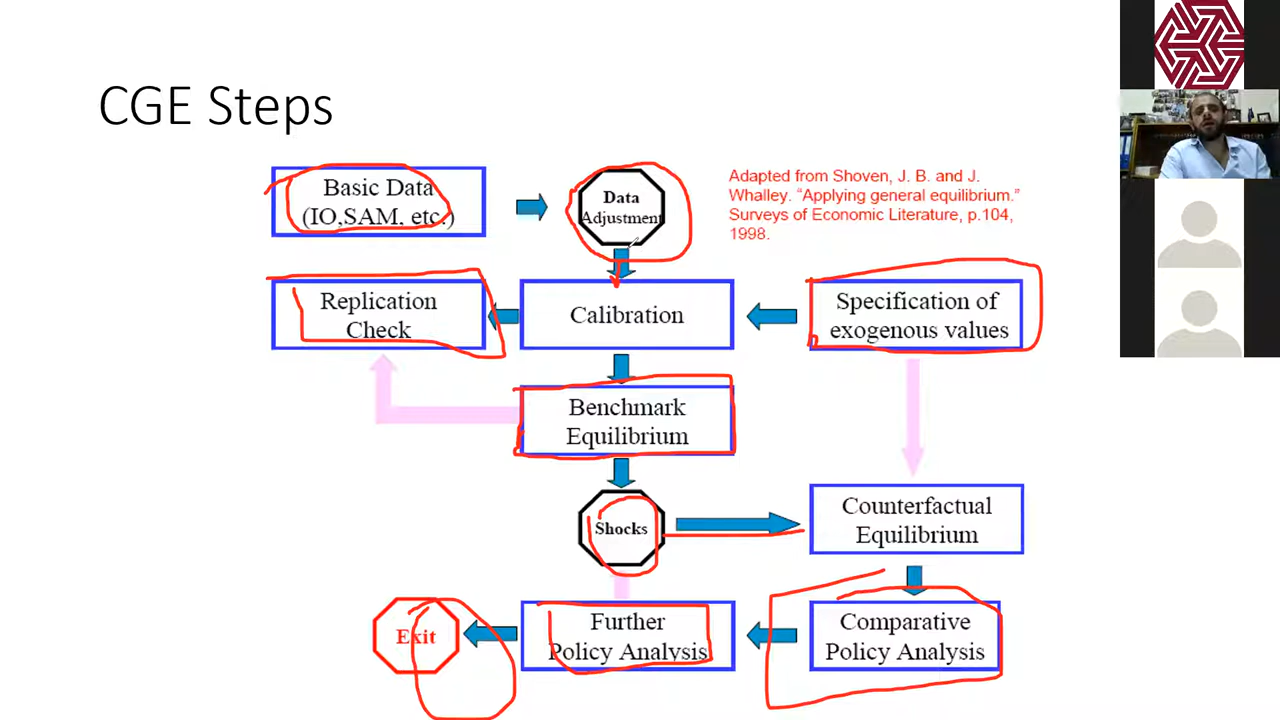 CGE Steps
Basic Data
(IO,SAM, etc.)
Data
Adjustment
Adapted from Shoven, J. B. and J.
Whalley. “Applying general equilibrium.”
Surveys of Economic Literature, p.104,
1998.
Replication
Check
Calibration
Specification of
exogenous values
Benchmark
Equilibrium
Shocks
Counterfactual
Equilibrium
Exit
Further
Policy Analysis
Comparative
Policy Analysis